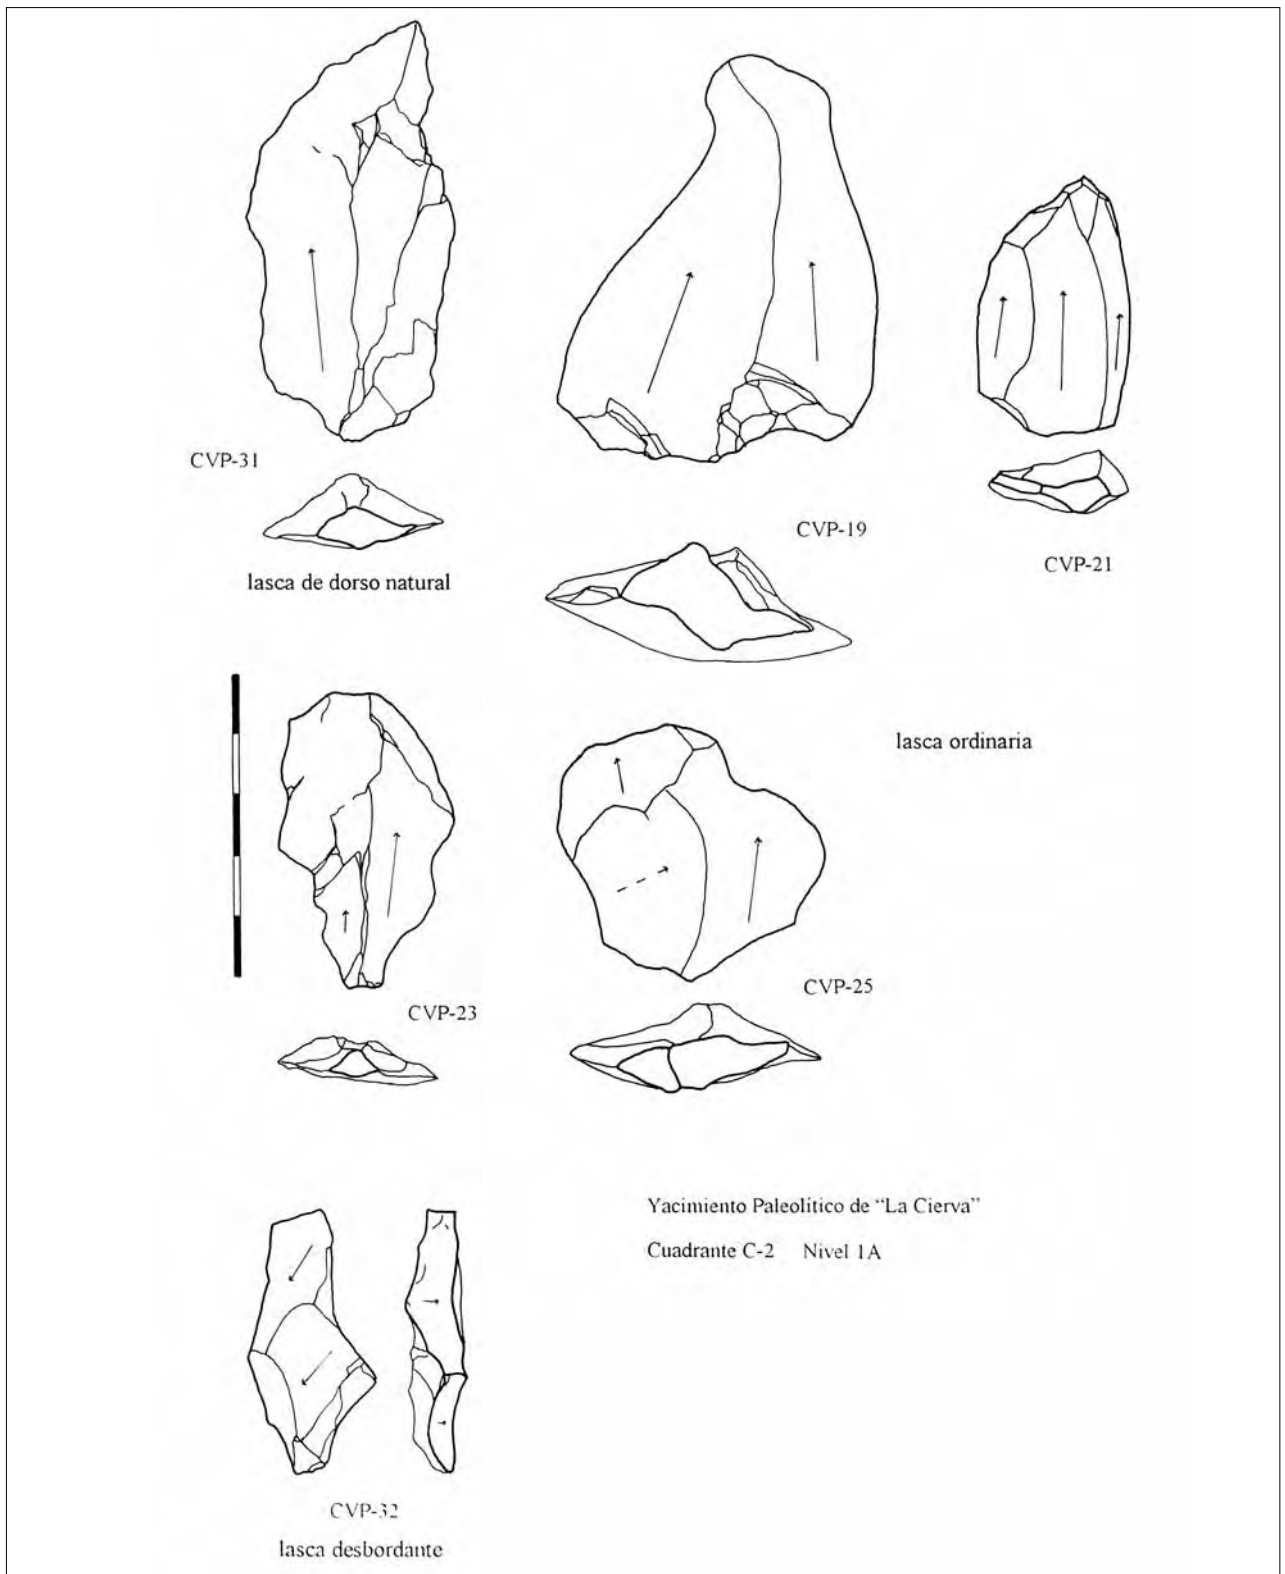 CVP-31
lasca de dorso natural
CVP-19
CVP-21
lasca ordinaria
CVP-23
CVP-25
Yacimiento Paleolítico de “La Cierva”
Cuadrante C-2 Nivel 1A
CVP-32
lasca desbordante